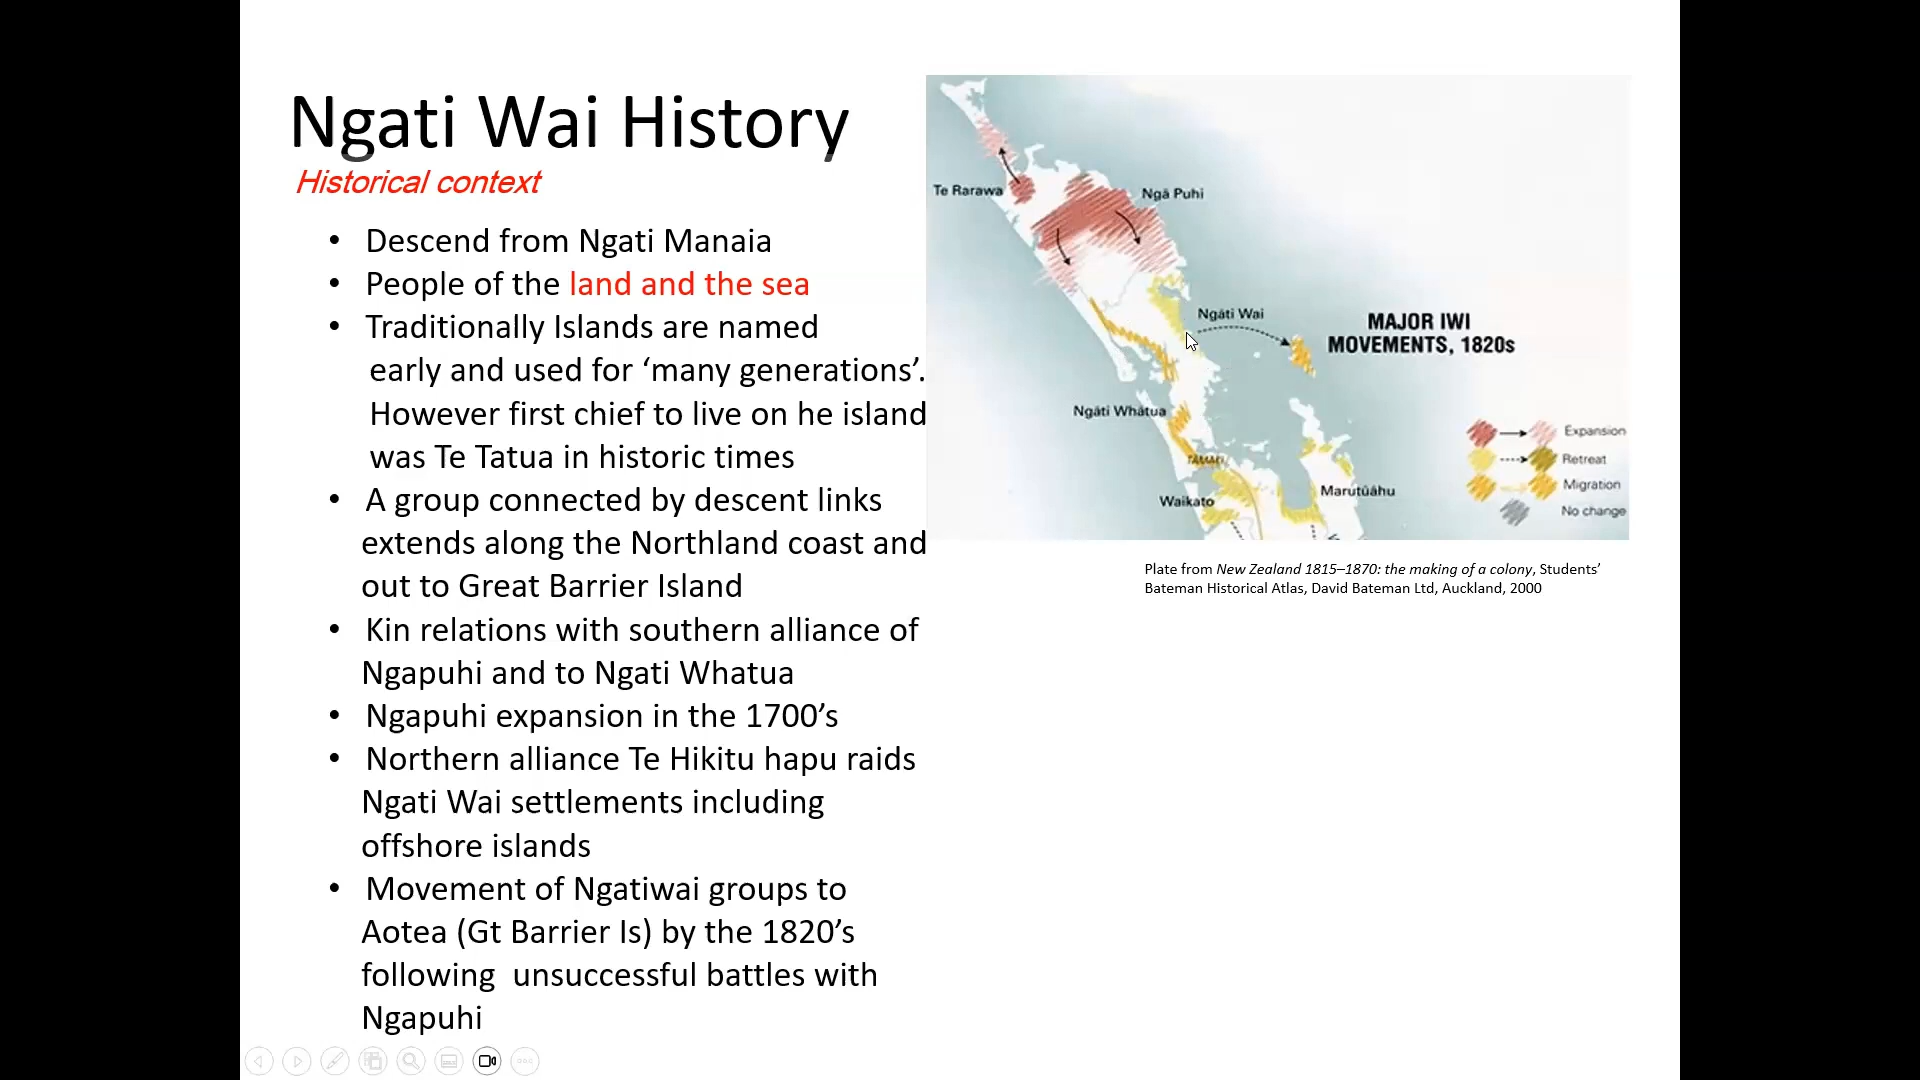 Ngati Wai History
Historical context
• Descend from Ngati Manaia
• People of the land and the sea
• Traditionally Islands are named
early and used for ‘many generations’.
However first chief to live on he island
was Te Tatua in historic times
• A group connected by descent links
extends along the Northland coast and
out to Great Barrier Island
• Kin relations with southern alliance of
Ngapuhi and to Ngati Whatua
• Ngapuhi expansion in the 1700’s
• Northern alliance Te Hikitu hapu raids
Ngati Wai settlements including
offshore islands
• Movement of Ngatiwai groups to
Aotea (Gt Barrier Is) by the 1820’s
following  unsuccessful battles with
Ngapuhi
Te Rarawa
Ngā Puhi
Ngāti Wai
MAJOR IWI
MOVEMENTS, 1820s
Ngāti Whātua
TĀMAKI
Waikato
Marutūāhu
Expansion
Retreat
Migration
No change
Plate from New Zealand 1815–1870: the making of a colony, Students’
Bateman Historical Atlas, David Bateman Ltd, Auckland, 2000